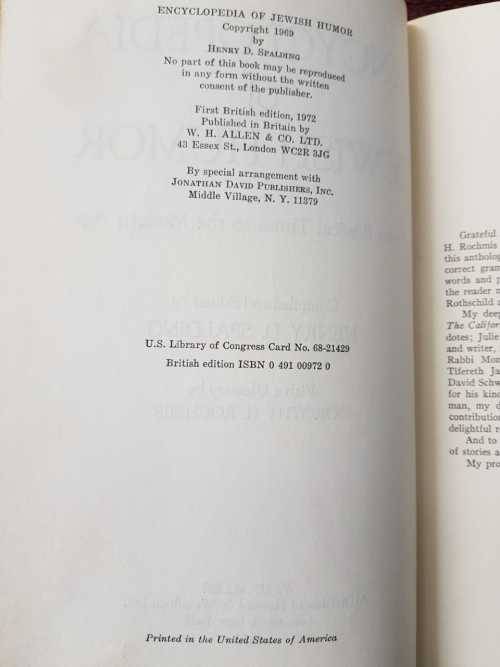 ENCYCLOPEDIA OF JEWISH HUMOR
Copyright 1969
by
HENRY D. SPALDING
No part of this book may be reproduced
in any form without the written
consent of the publisher.
First British edition, 1972
Published in Britain by
W. H. ALLEN & CO. LTD.
43 Essex St., London WC2R 3JG
By special arrangement with
JONATHAN DAVID PUBLISHERS, INC.
Middle Village, N. Y. 11379
U.S. Library of Congress Card No. 68-21429
British edition ISBN 0 491 00972 0
Printed in the United States of America
Grateful
H. Rochmis
this antholog
correct gram
words and p
the reader m
Rothschild a
My deep
The Califor
dotes; Julie
and writer,
Rabbi Mon
Tifereth Ja
David Schw
for his kind
man, my d
contribution
delightful r
And to
of stories a
My pro